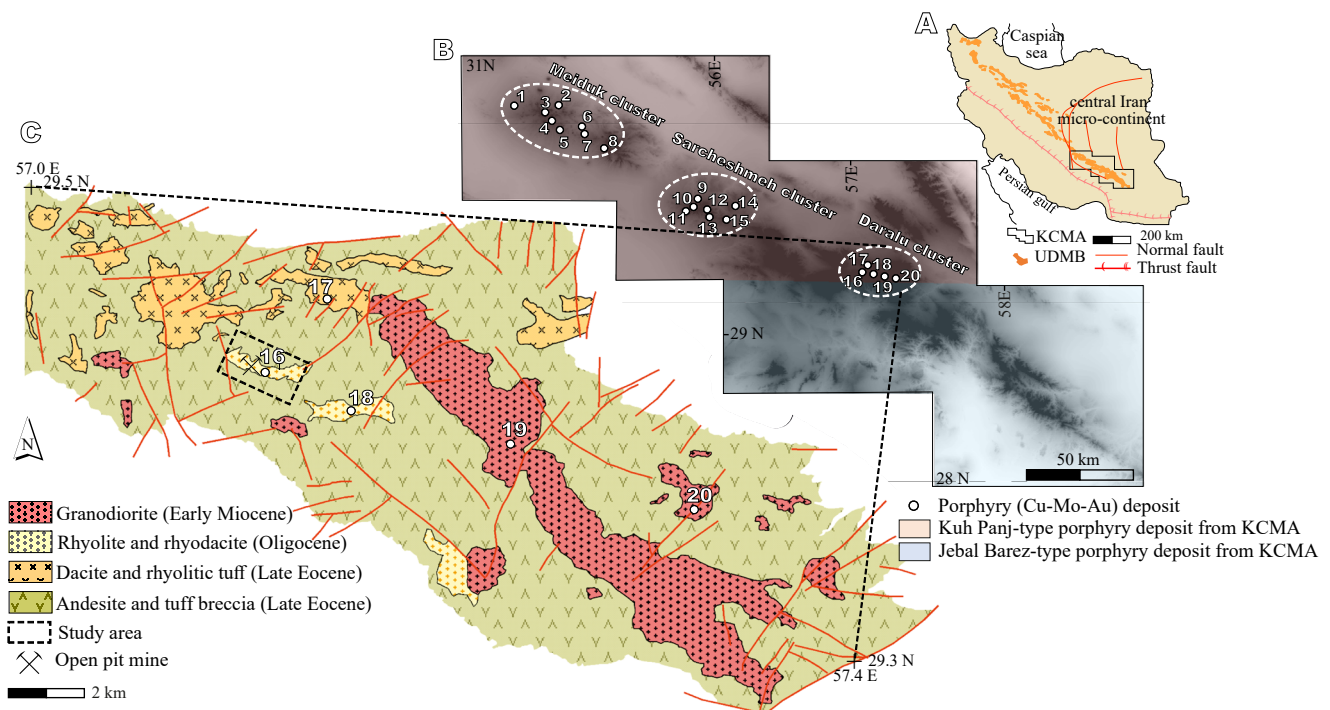 A
Caspian
sea
central Iran
micro-continent
Persian gulf
KCMA
200 km
UDMB
Normal fault
Thrust fault
B
31N
56E
57E
58E
29 N
28 N
Meiduk cluster
1
2
3
4
5
6
7
8
Sarcheshmeh cluster
9
10
11
12
13
14
15
Daralu cluster
16
17
18
19
20
50 km
C
57.0 E
29.5 N
17
16
18
19
20
N
29.3 N
57.4 E
Granodiorite (Early Miocene)
Rhyolite and rhyodacite (Oligocene)
Dacite and rhyolitic tuff (Late Eocene)
Andesite and tuff breccia (Late Eocene)
Study area
Open pit mine
2 km
Porphyry (Cu-Mo-Au) deposit
Kuh Panj-type porphyry deposit from KCMA
Jebal Barez-type porphyry deposit from KCMA